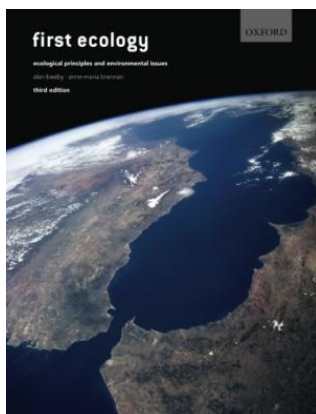 first ecology
OXFORD
ecological principles and environmental issues
alan beeby · anne-maria brennan
third edition